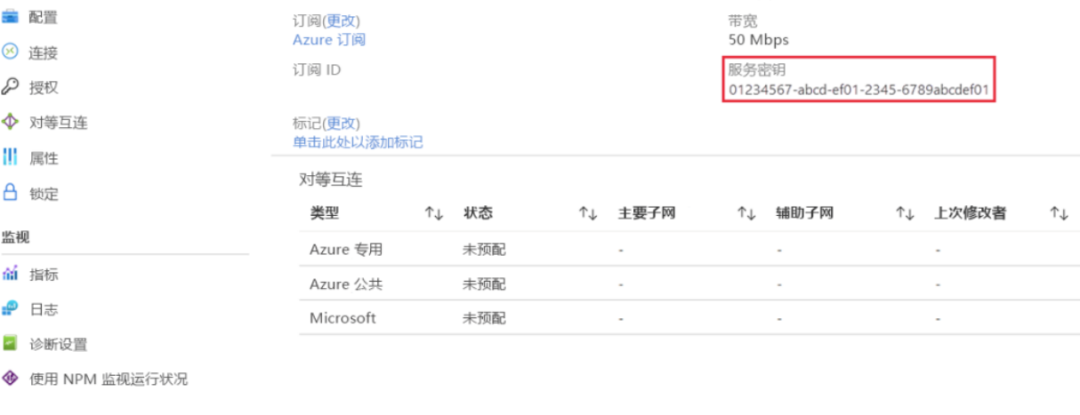 配置
连接
授权
对等互连
属性
锁定
监视
指标
日志
诊断设置
使用 NPM 监视运行状况
订阅(更改)
Azure 订阅
订阅 ID
标记(更改)
单击此处以添加标记
带宽
50 Mbps
服务密钥
01234567-abcd-ef01-2345-6789abcdef01
对等互连
类型 ↑↓ 状态 ↑↓ 主要子网 ↑↓ 辅助子网 ↑↓ 上次修改者 ↑↓
Azure 专用 未预配 - - -
Azure 公共 未预配 - - -
Microsoft 未预配 - - -